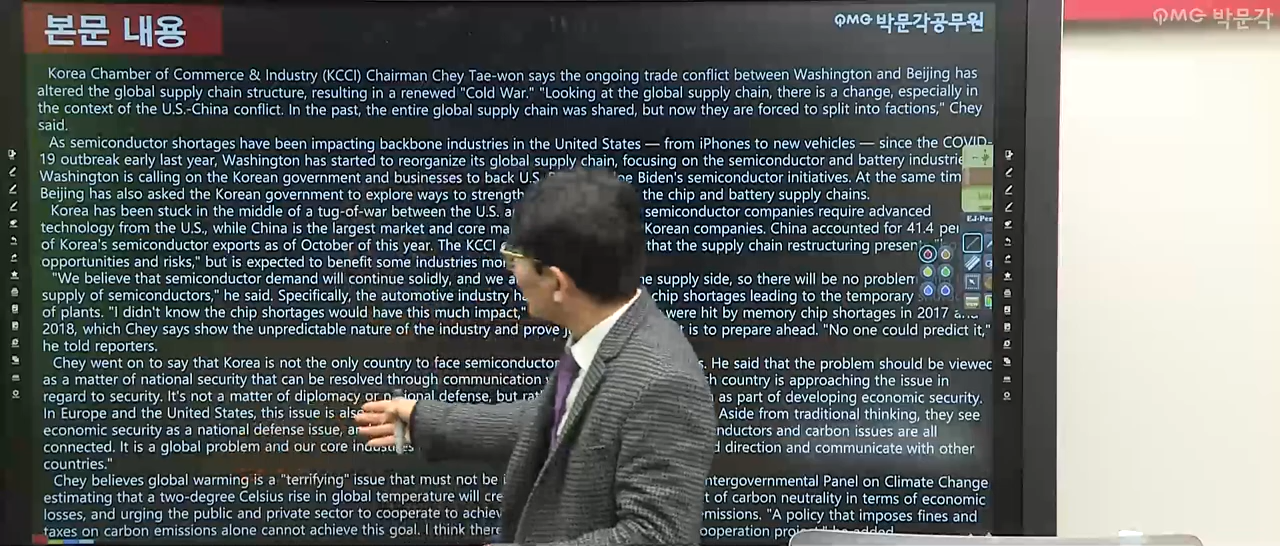 본문 내용
PMG 박문각공무원
PMG 박문각
Korea Chamber of Commerce & Industry (KCCI) Chairman Chey Tae-won says the ongoing trade conflict between Washington and Beijing has
altered the global supply chain structure, resulting in a renewed "Cold War." "Looking at the global supply chain, there is a change, especially in
the context of the U.S.-China conflict. In the past, the entire global supply chain was shared, but now they are forced to split into factions," Chey
said.
As semiconductor shortages have been impacting backbone industries in the United States — from iPhones to new vehicles — since the COVID-
19 outbreak early last year, Washington has started to reorganize its global supply chain, focusing on the semiconductor and battery
Washington is calling on the Korean government and businesses to back U.S. Biden's semiconductor initiatives. At the same
Beijing has also asked the Korean government to explore ways to the chip and battery supply chains.
Korea has been stuck in the middle of a tug-of-war between the U.S. semiconductor companies require advanced
technology from the U.S., while China is the largest market and core Korean companies. China accounted for 41.4
of Korea's semiconductor exports as of October of this year. The KCCI that the supply chain restructuring
opportunities and risks," but is expected to benefit some industries
"We believe that semiconductor demand will continue solidly, and we supply side, so there will be no problem
supply of semiconductors," he said. Specifically, the automotive industry chip shortages leading to the temporary
of plants. "I didn't know the chip shortages would have this much impact," were hit by memory chip shortages in 2017
2018, which Chey says show the unpredictable nature of the industry and prove is to prepare ahead. "No one could predict it,"
he told reporters.
Chey went on to say that Korea is not the only country to face He said that the problem should be viewed
as a matter of national security that can be resolved through communication country is approaching the issue in
regard to security. It's not a matter of diplomacy or defense, but as part of developing economic security.
In Europe and the United States, this issue is Aside from traditional thinking, they see
economic security as a national defense issue, and carbon issues are all
connected. It is a global problem and our core direction and communicate with other
countries."
Chey believes global warming is a "terrifying" issue that must not be Intergovernmental Panel on Climate Change
estimating that a two-degree Celsius rise in global temperature will of carbon neutrality in terms of economic
losses, and urging the public and private sector to cooperate to "A policy that imposes fines and
taxes on carbon emissions alone cannot achieve this goal. I think